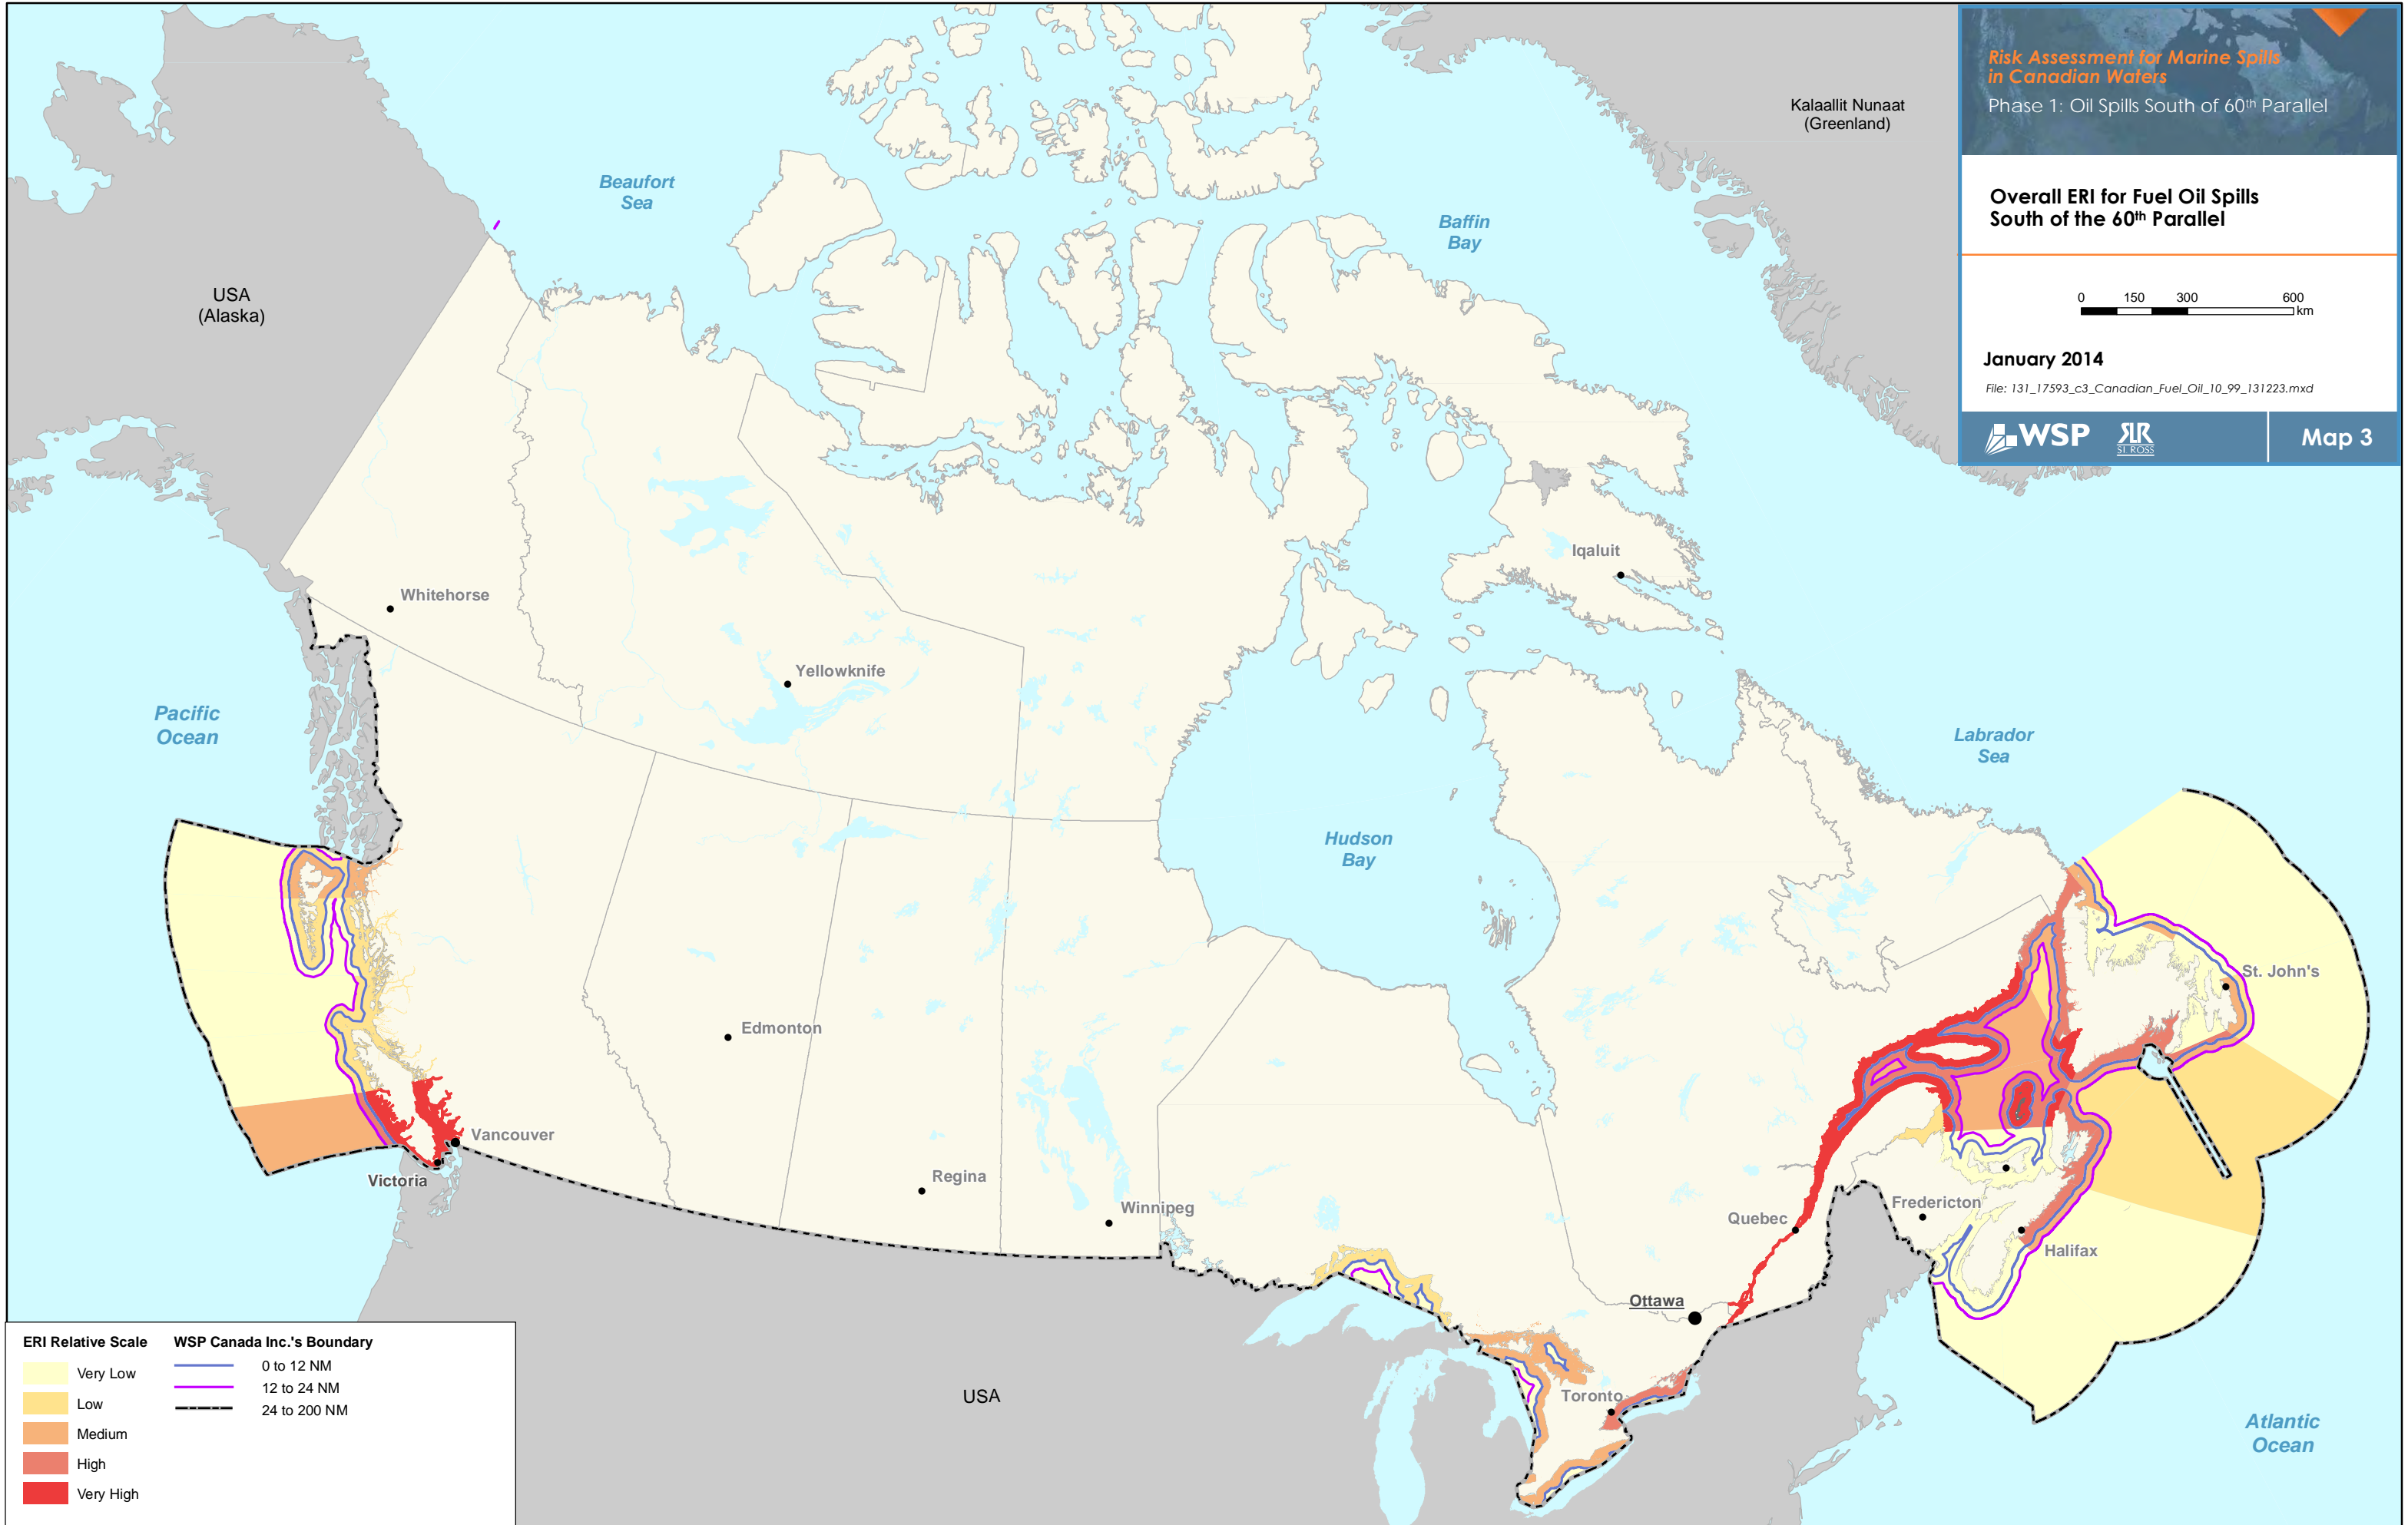 Risk Assessment for Marine Spills
in Canadian Waters
Phase 1: Oil Spills South of 60th Parallel
Overall ERI for Fuel Oil Spills
South of the 60th Parallel
0 150 300 600
km
January 2014
File: 131_17593_c3_Canadian_Fuel_Oil_10_99_131223.mxd
WSP
SLR
ST. ROSS
Map 3
Kalaallit Nunaat
(Greenland)
Beaufort
Sea
Baffin
Bay
USA
(Alaska)
Iqaluit
Whitehorse
Yellowknife
Pacific
Ocean
Labrador
Sea
Hudson
Bay
St. John's
Edmonton
Vancouver
Victoria
Regina
Winnipeg
Quebec
Fredericton
Halifax
Ottawa
Toronto
USA
Atlantic
Ocean
ERI Relative Scale
Very Low
Low
Medium
High
Very High
WSP Canada Inc.'s Boundary
0 to 12 NM
12 to 24 NM
24 to 200 NM